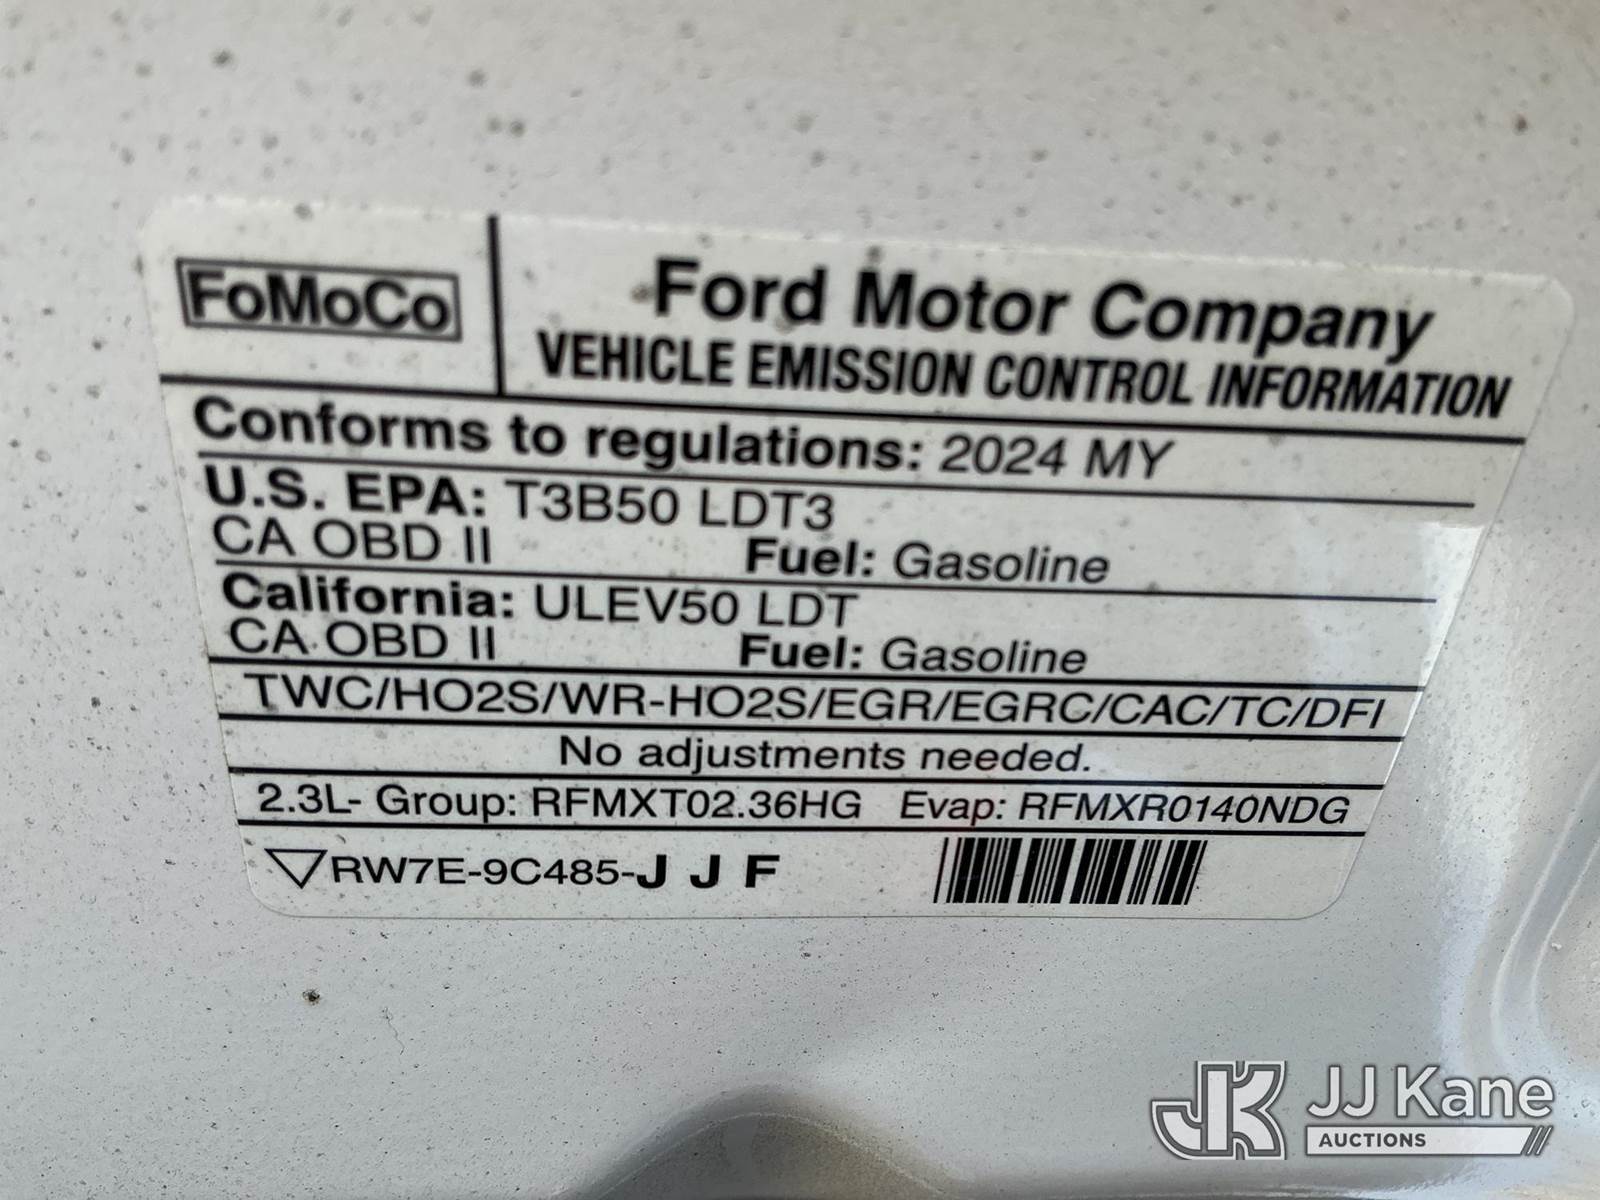 FoMoCo
Ford Motor Company
VEHICLE EMISSION CONTROL INFORMATION
Conforms to regulations: 2024 MY
U.S. EPA: T3B50 LDT3
CA OBD II Fuel: Gasoline
California: ULEV50 LDT
CA OBD II Fuel: Gasoline
TWC/HO2S/WR-HO2S/EGR/EGRC/CAC/TC/DFI
No adjustments needed.
2.3L- Group: RFMXT02.36HG Evap: RFMXR0140NDG
RW7E-9C485-J J F
JK JJ Kane
AUCTIONS